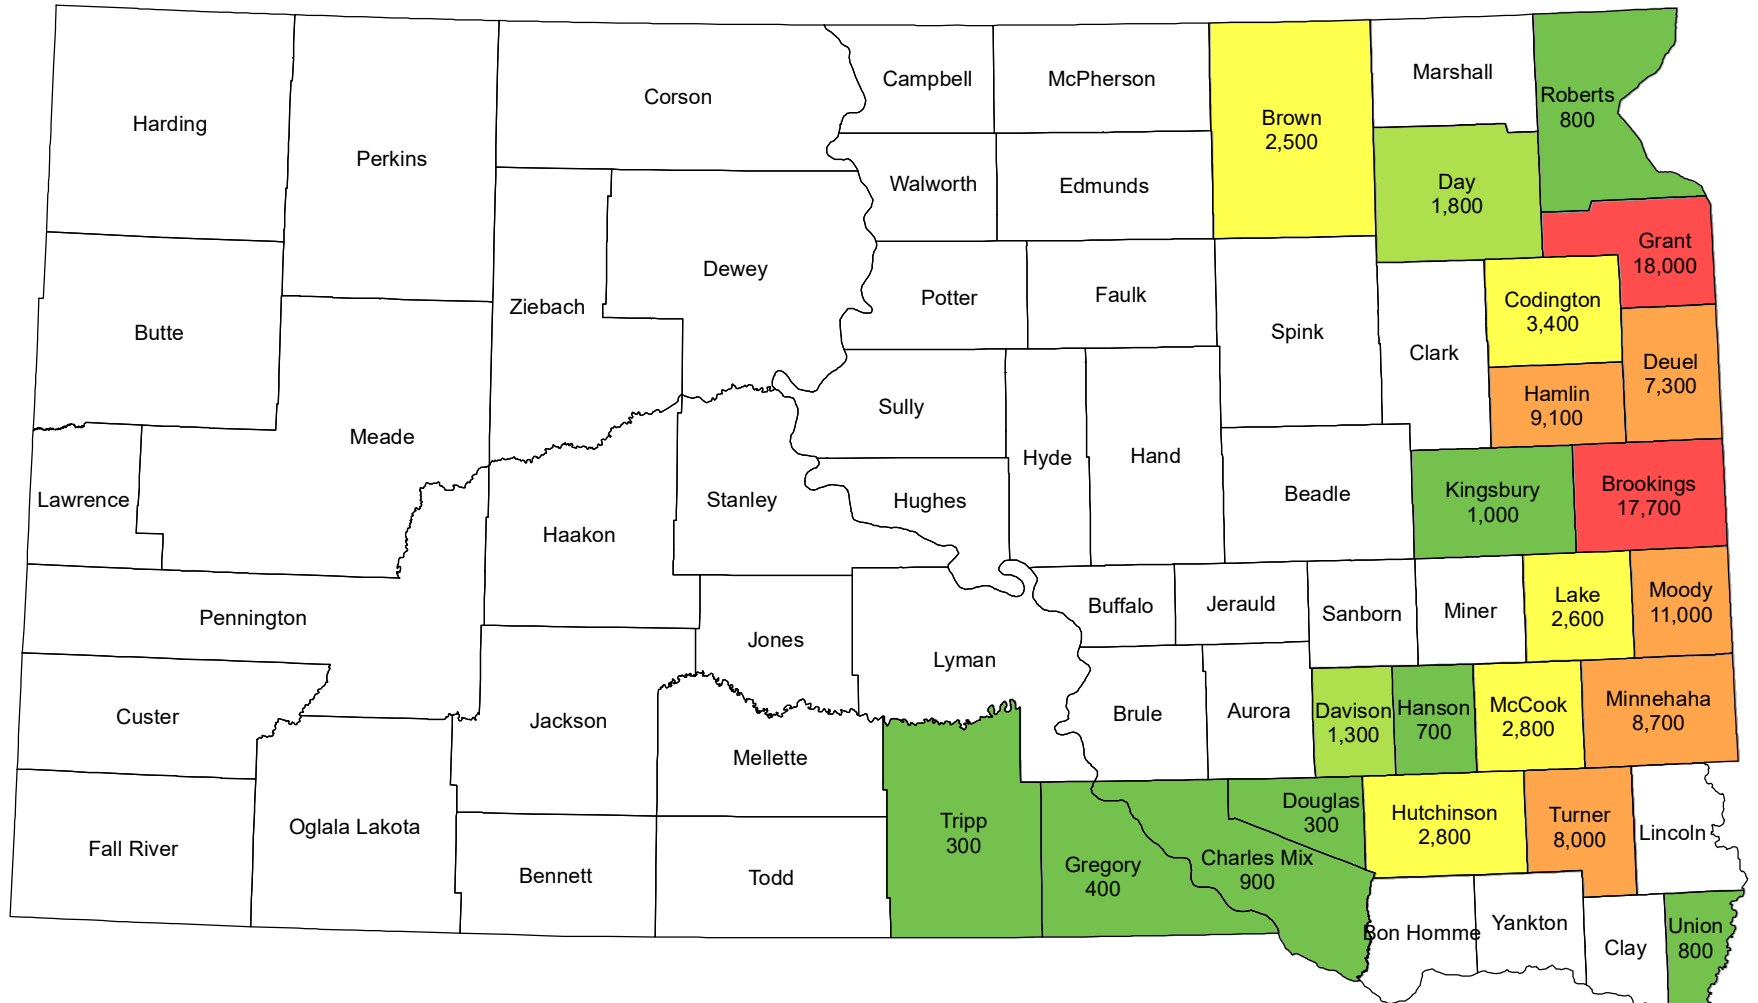 Harding
Perkins
Corson
Campbell
McPherson
Brown
2,500
Marshall
Roberts
800
Walworth
Edmunds
Day
1,800
Butte
Ziebach
Dewey
Potter
Faulk
Spink
Clark
Codington
3,400
Grant
18,000
Deuel
7,300
Hamlin
9,100
Meade
Sully
Hyde
Hand
Lawrence
Haakon
Stanley
Hughes
Beadle
Kingsbury
1,000
Brookings
17,700
Pennington
Jones
Lyman
Buffalo
Jerauld
Sanborn
Miner
Lake
2,600
Moody
11,000
Custer
Jackson
Mellette
Brule
Aurora
Davison
1,300
Hanson
700
McCook
2,800
Minnehaha
8,700
Fall River
Oglala Lakota
Bennett
Todd
Tripp
300
Gregory
400
Charles Mix
900
Douglas
300
Hutchinson
2,800
Turner
8,000
Lincoln
Bon Homme
Yankton
Clay
Union
800